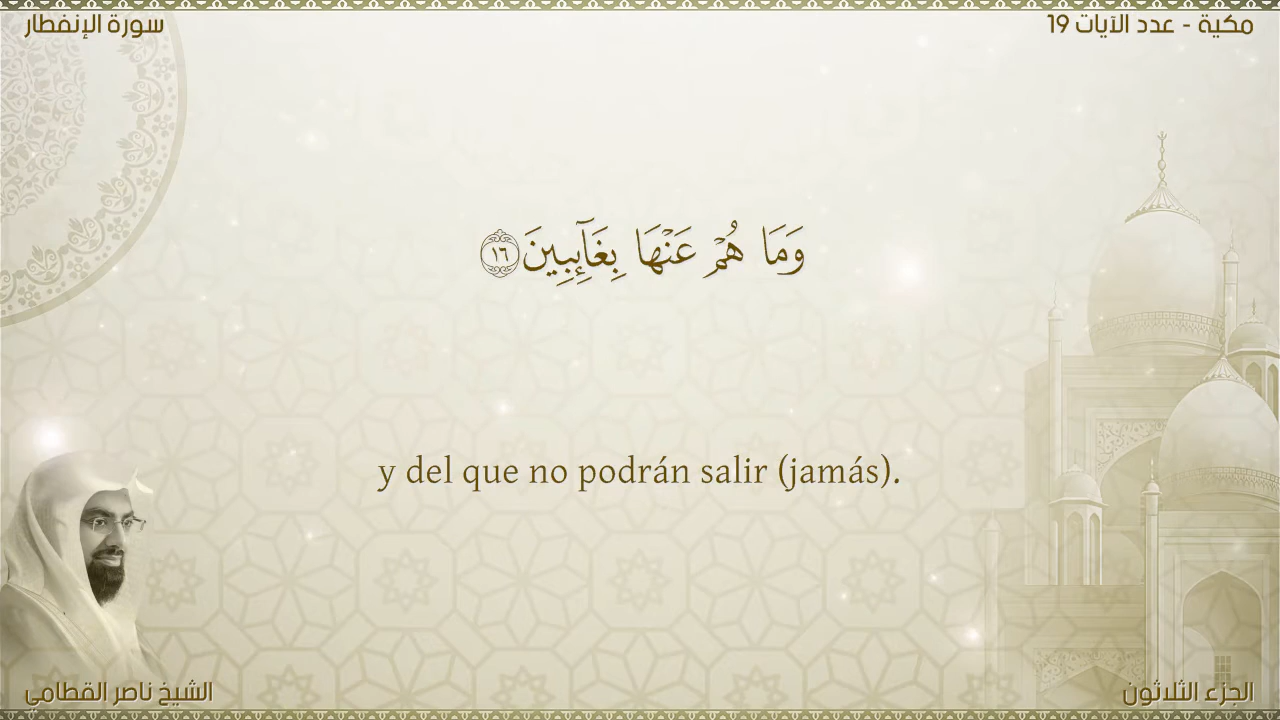 مكية - عدد الآيات 19
سورة الإنفطار
وَمَا هُمْ عَنْهَا بِغَآئِبِينَ ١٦
y del que no podrán salir (jamás).
الجزء الثلاثون
الشيخ ناصر القطامي